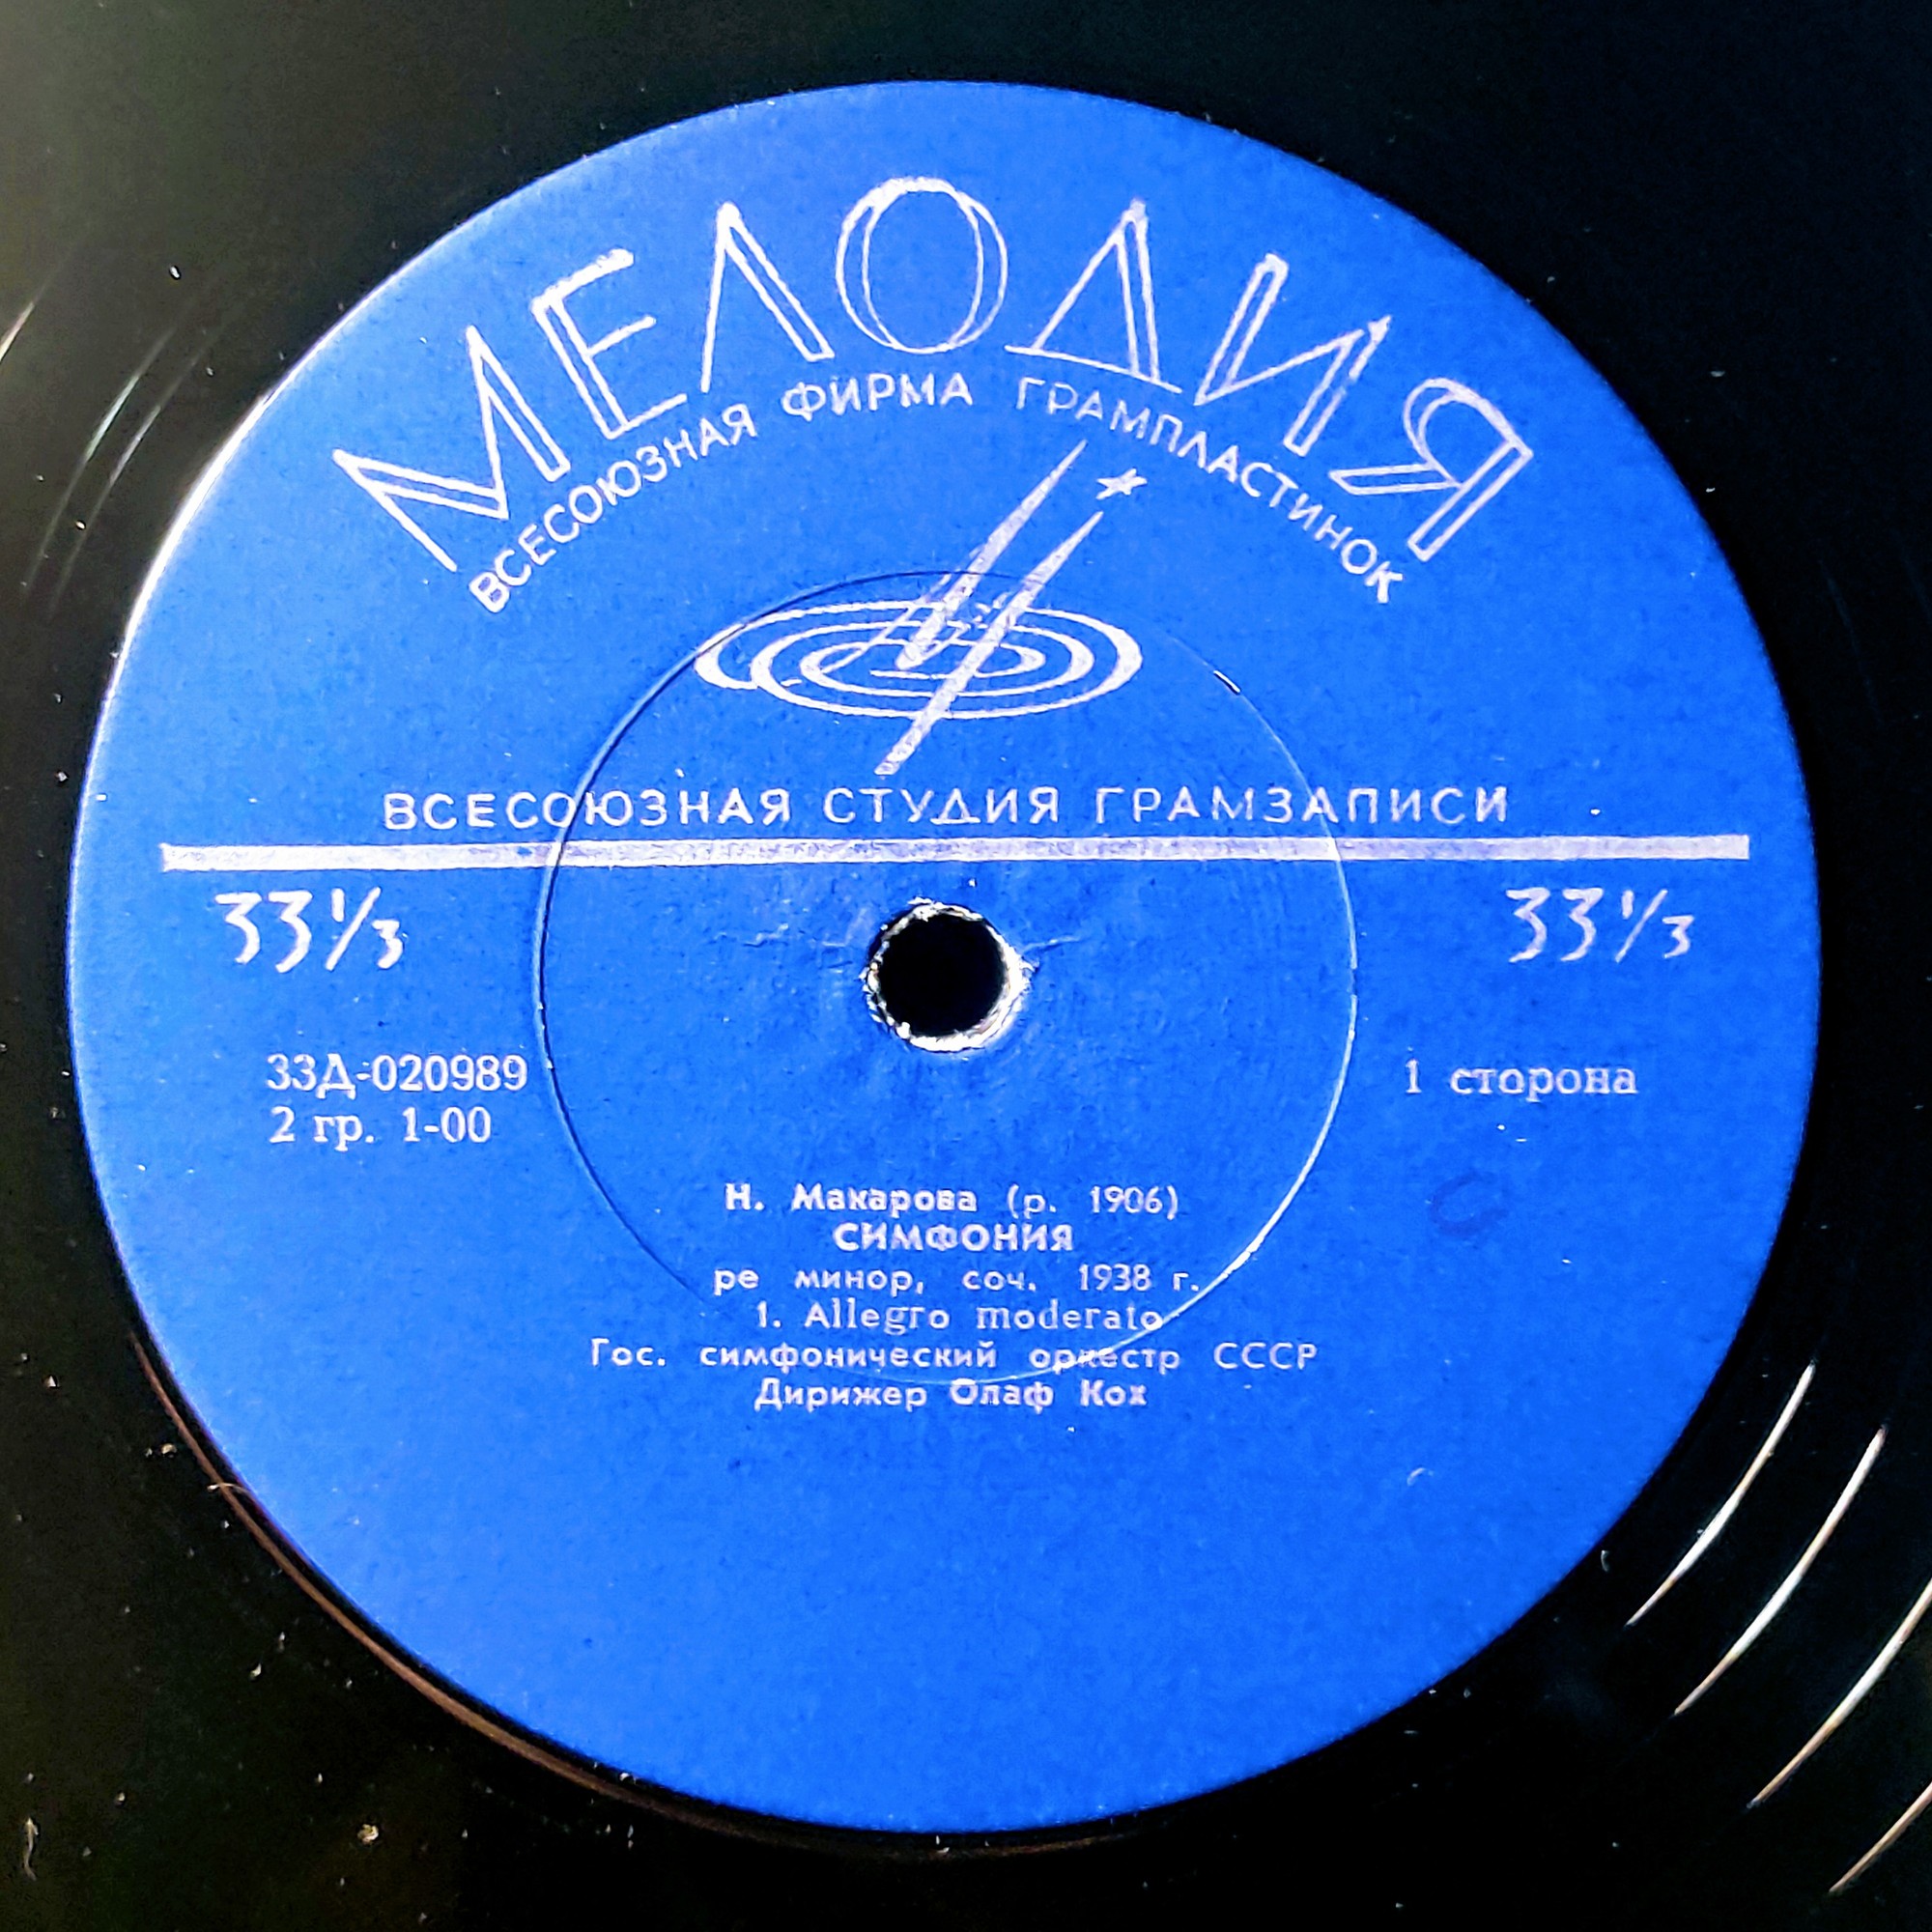 МЕЛОДИЯ
ВСЕСОЮЗНАЯ ФИРМА ГРАМПЛАСТИНОК
ВСЕСОЮЗНАЯ СТУДИЯ ГРАМЗАПИСИ
33⅓ 33⅓
33Д-020989 1 сторона
2 гр. 1-00
Н. Макарова (р. 1906)
СИМФОНИЯ
ре минор, соч. 1938 г.
1. Allegro moderato
Гос. симфонический оркестр СССР
Дирижер Олаф Кох